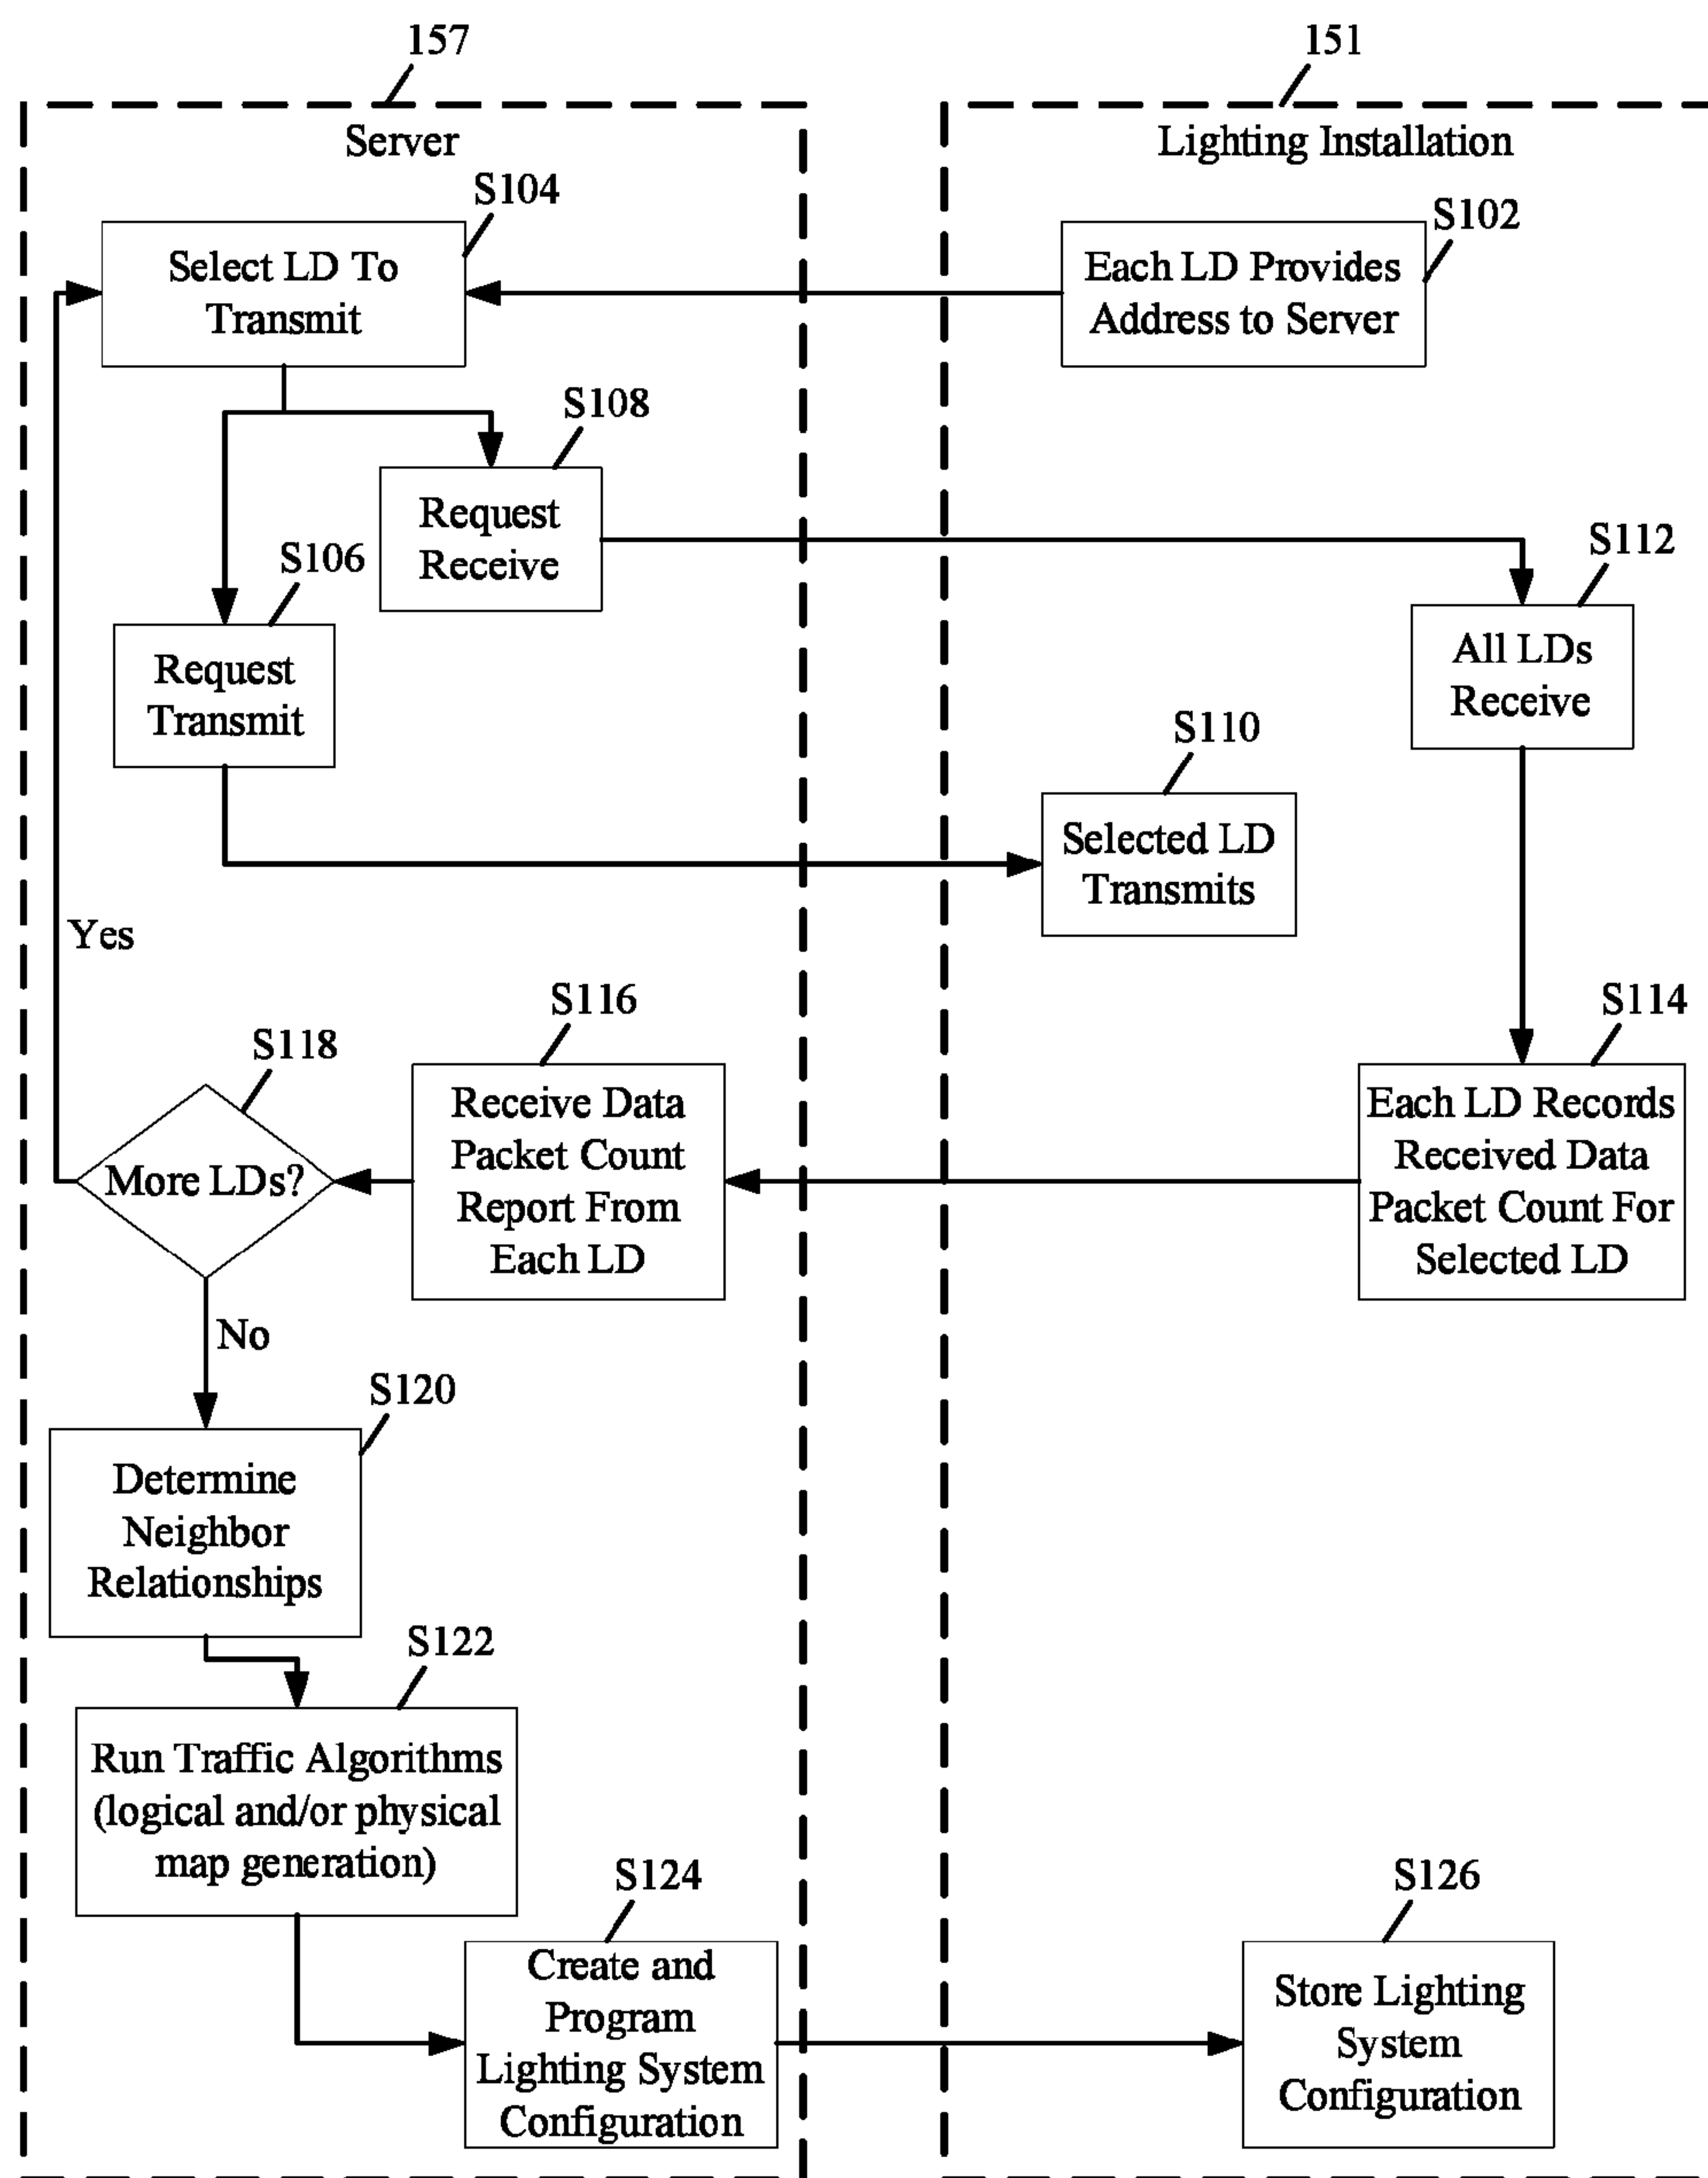 157
151
Server
Lighting Installation
S104
S102
Select LD To
Transmit
Each LD Provides
Address to Server
S108
Request
Receive
S106
Request
Transmit
S112
All LDs
Receive
S110
Selected LD
Transmits
Yes
S116
Receive Data
Packet Count
Report From
Each LD
S114
Each LD Records
Received Data
Packet Count For
Selected LD
S118
More LDs?
No
S120
Determine
Neighbor
Relationships
S122
Run Traffic Algorithms
(logical and/or physical
map generation)
S124
Create and
Program
Lighting System
Configuration
S126
Store Lighting
System
Configuration